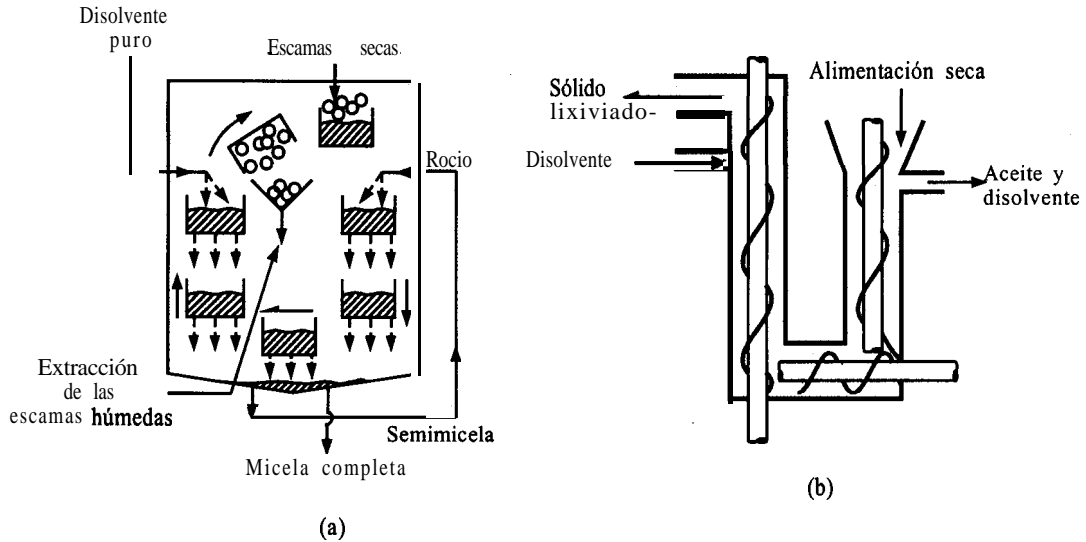 Disolvente
puro
Escamas secas.
Rocio
Extracción
de las
escamas húmedas
Semimicela
Micela completa
(a)
Alimentación seca
Sólido
lixiviado-
Disolvente
Aceite y
disolvente
(b)